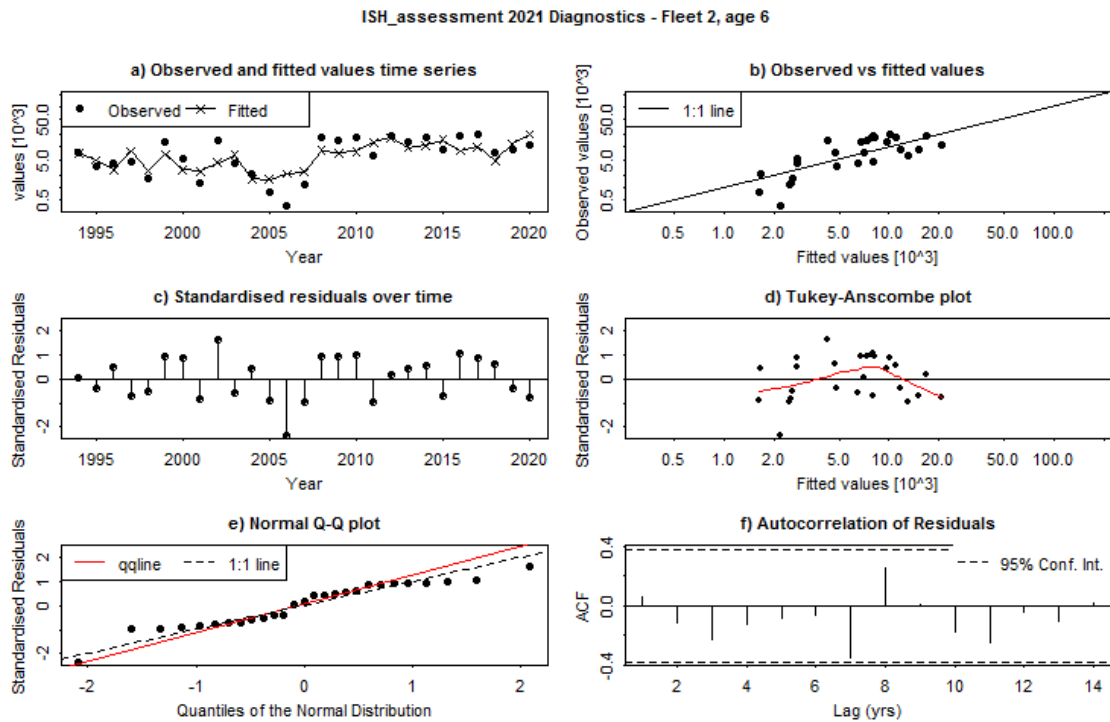 ISH_assessment 2021 Diagnostics - Fleet 2, age 6
a) Observed and fitted values time series
values [10^3]
50.0
5.0
0.5
Observed
Fitted
1995 2000 2005 2010 2015 2020
Year
b) Observed vs fitted values
Observed values [10^3]
50.0
5.0
0.5
1:1 line
0.5 1.0 2.0 5.0 10.0 20.0 50.0 100.0
Fitted values [10^3]
c) Standardised residuals over time
Standardised Residuals
2
1
0
-2
1995 2000 2005 2010 2015 2020
Year
d) Tukey-Anscombe plot
Standardised Residuals
2
1
0
-2
0.5 1.0 2.0 5.0 10.0 20.0 50.0 100.0
Fitted values [10^3]
e) Normal Q-Q plot
Standardised Residuals
2
1
0
-2
qqline
1:1 line
-2 -1 0 1 2
Quantiles of the Normal Distribution
f) Autocorrelation of Residuals
ACF
0.4
0.0
-0.4
95% Conf. Int.
2 4 6 8 10 12 14
Lag (yrs)